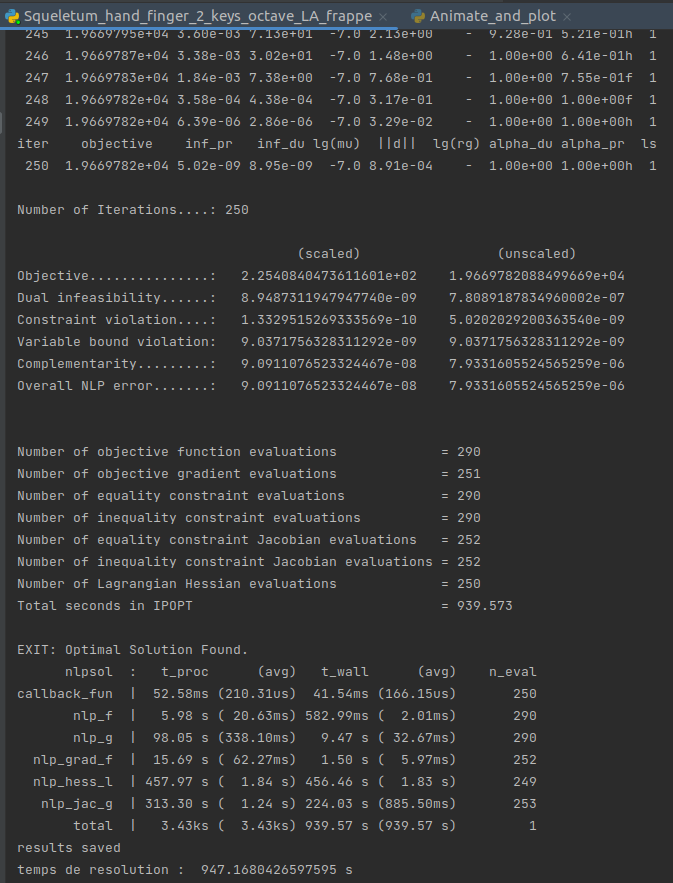 Squeletum_hand_finger_2_keys_octave_LA_frappe × Animate_and_plot ×
245 1.9669795e+04 3.60e-03 7.13e+01 -7.0 2.13e+00 - 9.28e-01 5.21e-01h 1
246 1.9669787e+04 3.38e-03 3.02e+01 -7.0 1.48e+00 - 1.00e+00 6.41e-01h 1
247 1.9669783e+04 1.84e-03 7.38e+00 -7.0 7.68e-01 - 1.00e+00 7.55e-01f 1
248 1.9669782e+04 3.58e-04 4.38e-04 -7.0 3.17e-01 - 1.00e+00 1.00e+00f 1
249 1.9669782e+04 6.39e-06 2.86e-06 -7.0 3.29e-02 - 1.00e+00 1.00e+00h 1
iter objective inf_pr inf_du lg(mu) ||d|| lg(rg) alpha_du alpha_pr ls
250 1.9669782e+04 5.02e-09 8.95e-09 -7.0 8.91e-04 - 1.00e+00 1.00e+00h 1
Number of Iterations....: 250
(scaled) (unscaled)
Objective...............: 2.2540840473611601e+02 1.9669782088499669e+04
Dual infeasibility......: 8.9487311947947740e-09 7.8089187834960002e-07
Constraint violation....: 1.3329515269333569e-10 5.0202029200363540e-09
Variable bound violation: 9.0371756328311292e-09 9.0371756328311292e-09
Complementarity.........: 9.0911076523324467e-08 7.9331605524565259e-06
Overall NLP error.......: 9.0911076523324467e-08 7.9331605524565259e-06
Number of objective function evaluations = 290
Number of objective gradient evaluations = 251
Number of equality constraint evaluations = 290
Number of inequality constraint evaluations = 290
Number of equality constraint Jacobian evaluations = 252
Number of inequality constraint Jacobian evaluations = 252
Number of Lagrangian Hessian evaluations = 250
Total seconds in IPOPT = 939.573
EXIT: Optimal Solution Found.
nlpsol : t_proc (avg) t_wall (avg) n_eval
callback_fun | 52.58ms (210.31us) 41.54ms (166.15us) 250
nlp_f | 5.98 s ( 20.63ms) 582.99ms ( 2.01ms) 290
nlp_g | 98.05 s (338.10ms) 9.47 s ( 32.67ms) 290
nlp_grad_f | 15.69 s ( 62.27ms) 1.50 s ( 5.97ms) 252
nlp_hess_l | 457.97 s ( 1.84 s) 456.46 s ( 1.83 s) 249
nlp_jac_g | 313.30 s ( 1.24 s) 224.03 s (885.50ms) 253
total | 3.43ks ( 3.43ks) 939.57 s (939.57 s) 1
results saved
temps de resolution : 947.1680426597595 s